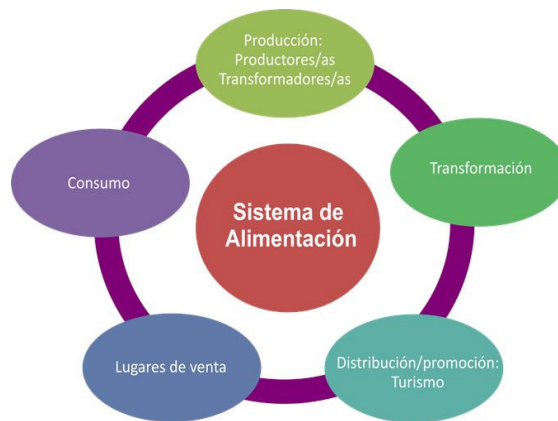 Producción:
Productores/as
Transformadores/as
Transformación
Distribución/promoción:
Turismo
Lugares de venta
Consumo
Sistema de
Alimentación